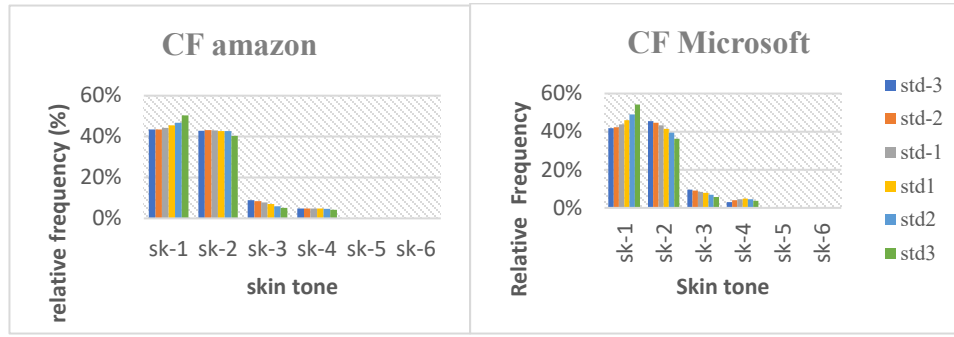 CF amazon
relative frequency (%)
60%
40%
20%
0%
sk-1 sk-2 sk-3 sk-4 sk-5 sk-6
skin tone
CF Microsoft
Relative Frequency
60%
40%
20%
0%
sk-1
sk-2
sk-3
sk-4
sk-5
sk-6
Skin tone
std-3
std-2
std-1
std1
std2
std3